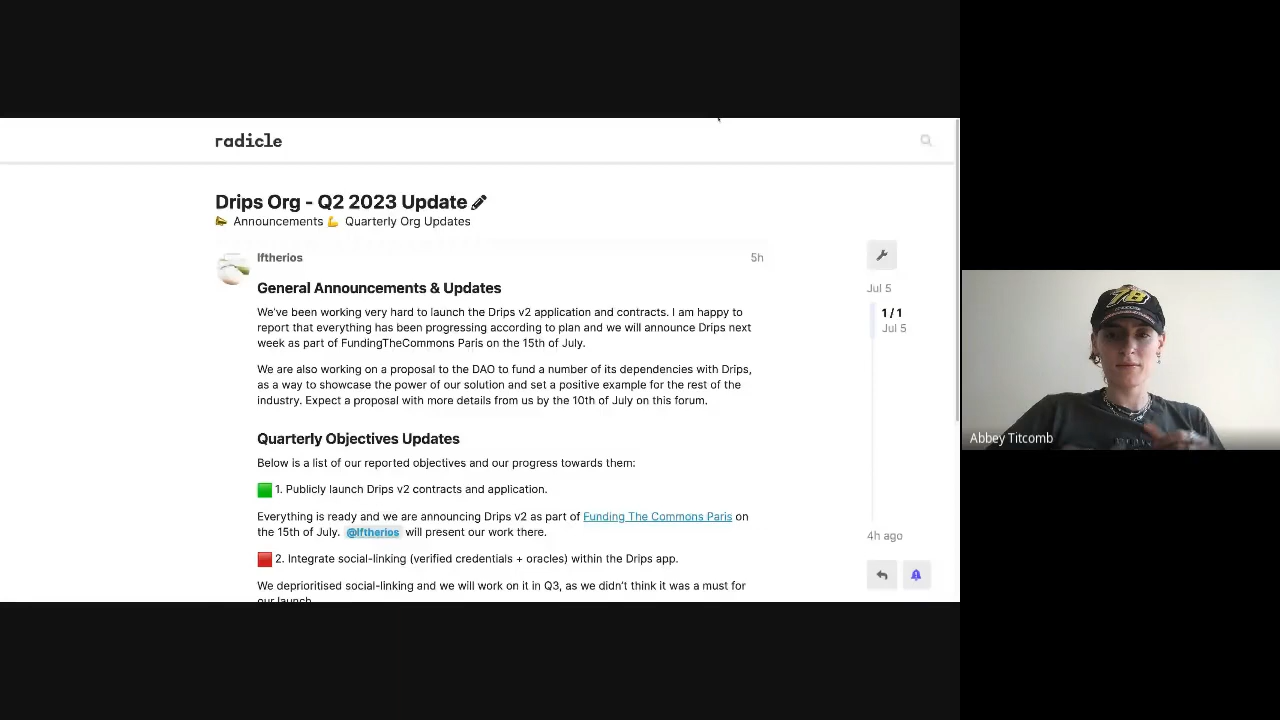 radicle
Drips Org - Q2 2023 Update
Announcements Quarterly Org Updates
lftherios
5h
General Announcements & Updates
We've been working very hard to launch the Drips v2 application and contracts. I am happy to
report that everything has been progressing according to plan and we will announce Drips next
week as part of FundingTheCommons Paris on the 15th of July.
We are also working on a proposal to the DAO to fund a number of its dependencies with Drips,
as a way to showcase the power of our solution and set a positive example for the rest of the
industry. Expect a proposal with more details from us by the 10th of July on this forum.
Quarterly Objectives Updates
Below is a list of our reported objectives and our progress towards them:
1. Publicly launch Drips v2 contracts and application.
Everything is ready and we are announcing Drips v2 as part of Funding The Commons Paris on
the 15th of July. @lftherios will present our work there.
2. Integrate social-linking (verified credentials + oracles) within the Drips app.
We deprioritised social-linking and we will work on it in Q3, as we didn't think it was a must for
our launch
Jul 5
1 / 1
Jul 5
4h ago
Abbey Titcomb